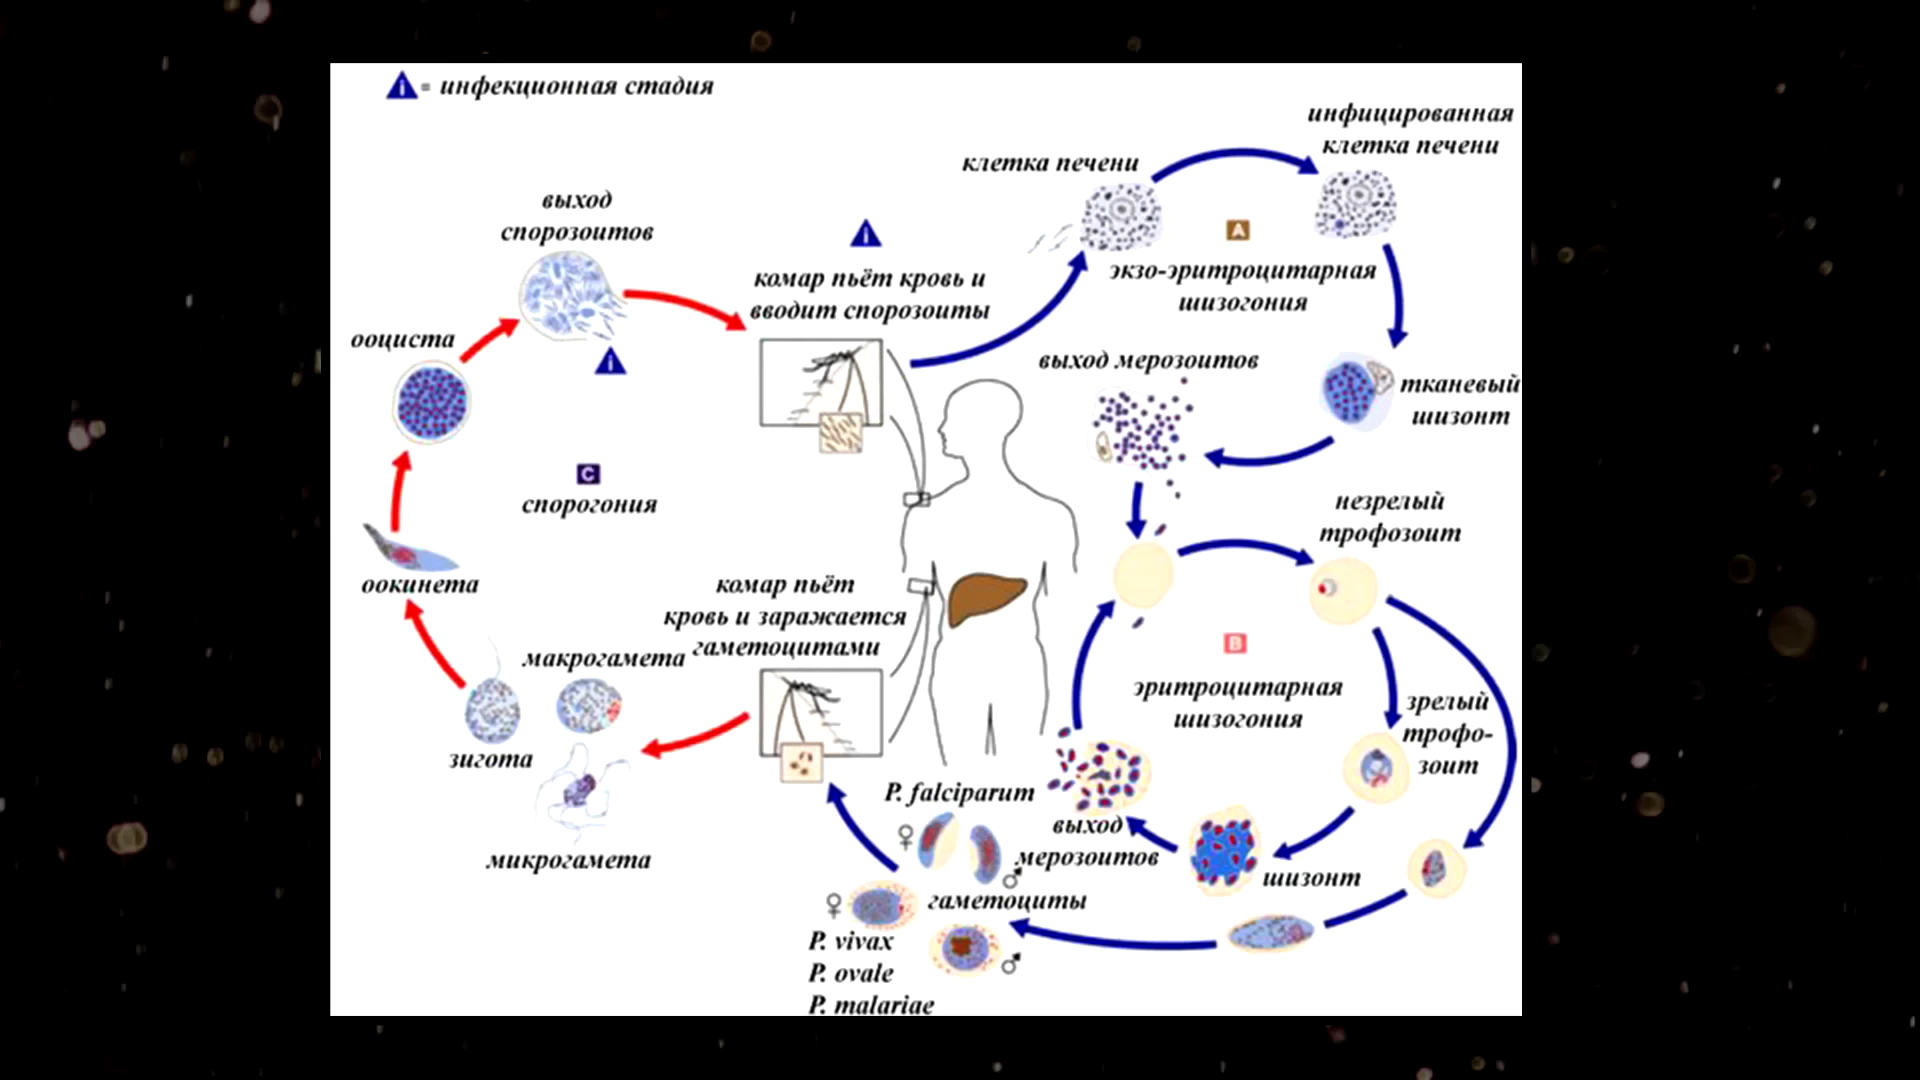 i = инфекционная стадия
инфицированная
клетка печени
клетка печени
выход
спорозоитов
i
A
комар пьёт кровь и
вводит спорозоиты
экзо-эритроцитарная
шизогония
ооциста
i
выход мерозоитов
тканевый
шизонт
C
спорогония
незрелый
трофозоит
оокинета
комар пьёт
кровь и заражается
гаметоцитами
макрогамета
B
эритроцитарная
шизогония
зрелый
трофо-
зоит
зигота
P. falciparum
♀
♂
выход
мерозоитов
микрогамета
шизонт
гаметоциты
♀
♂
P. vivax
P. ovale
P. malariae